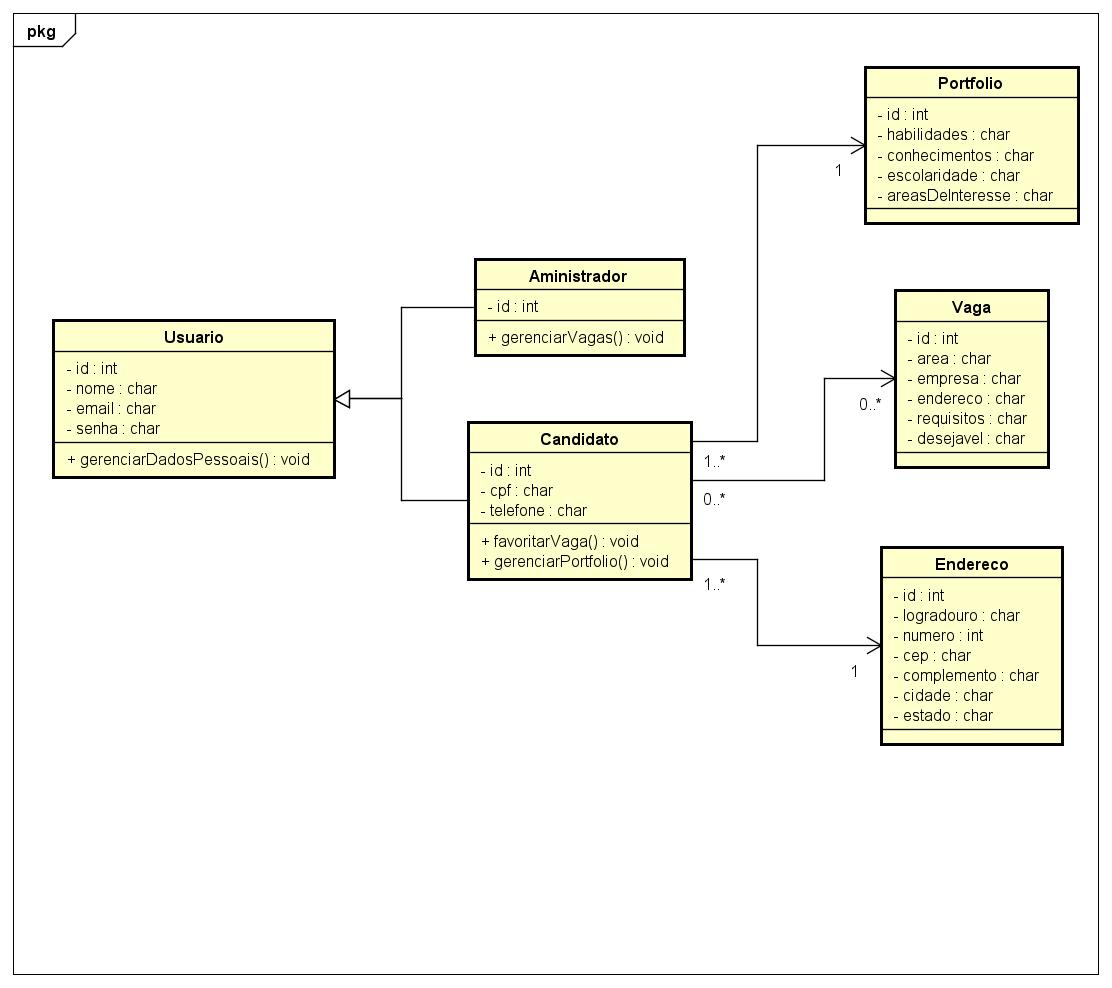 pkg
Portfolio
- id : int
- habilidades : char
- conhecimentos : char
- escolaridade : char
- areasDeInteresse : char
1
Aministrador
- id : int
+ gerenciarVagas() : void
Usuario
- id : int
- nome : char
- email : char
- senha : char
+ gerenciarDadosPessoais() : void
Vaga
- id : int
- area : char
- empresa : char
- endereco : char
- requisitos : char
- desejavel : char
0..*
Candidato
- id : int
- cpf : char
- telefone : char
+ favoritarVaga() : void
+ gerenciarPortfolio() : void
1..*
0..*
1..*
Endereco
- id : int
- logradouro : char
- numero : int
- cep : char
- complemento : char
- cidade : char
- estado : char
1